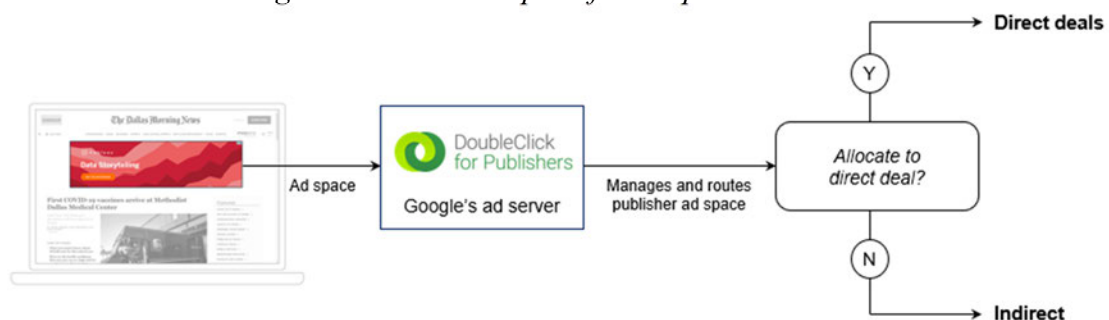 Direct deals
Y
The Dallas Morning News
Data Storytelling
First COVID-19 vaccines arrive at Methodist
Dallas Medical Center
Ad space
DoubleClick
for Publishers
Google's ad server
Manages and routes
publisher ad space
Allocate to
direct deal?
N
Indirect